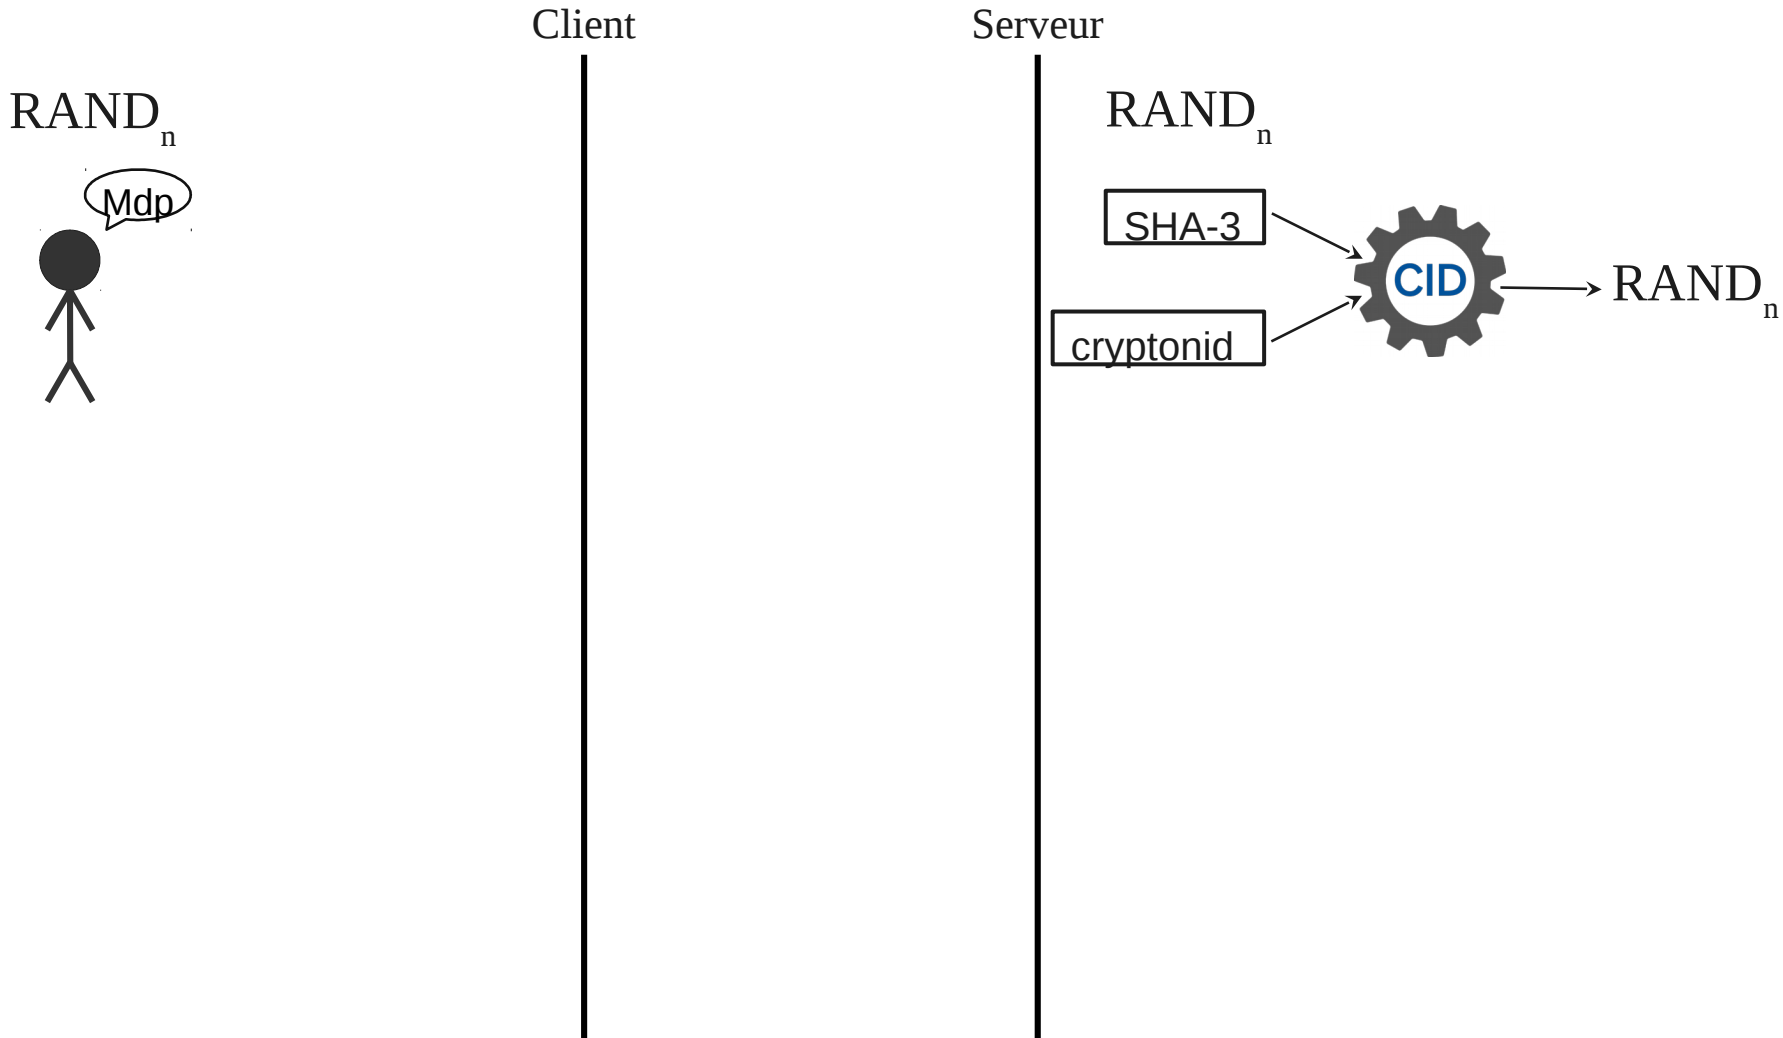 Client
Serveur
RANDn
RANDn
Mdp
SHA-3
CID
RANDn
cryptonid